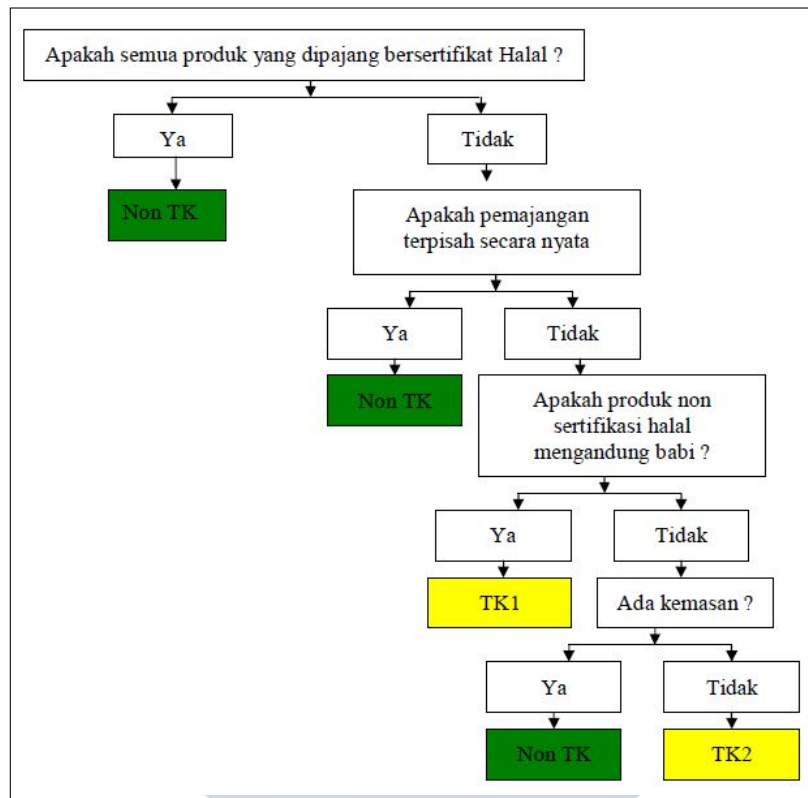 Apakah semua produk yang dipajang bersertifikat Halal ?
Ya
Tidak
Non TK
Apakah pemajangan
terpisah secara nyata
Ya
Tidak
Non TK
Apakah produk non
sertifikasi halal
mengandung babi ?
Ya
Tidak
TK1
Ada kemasan ?
Ya
Tidak
Non TK
TK2